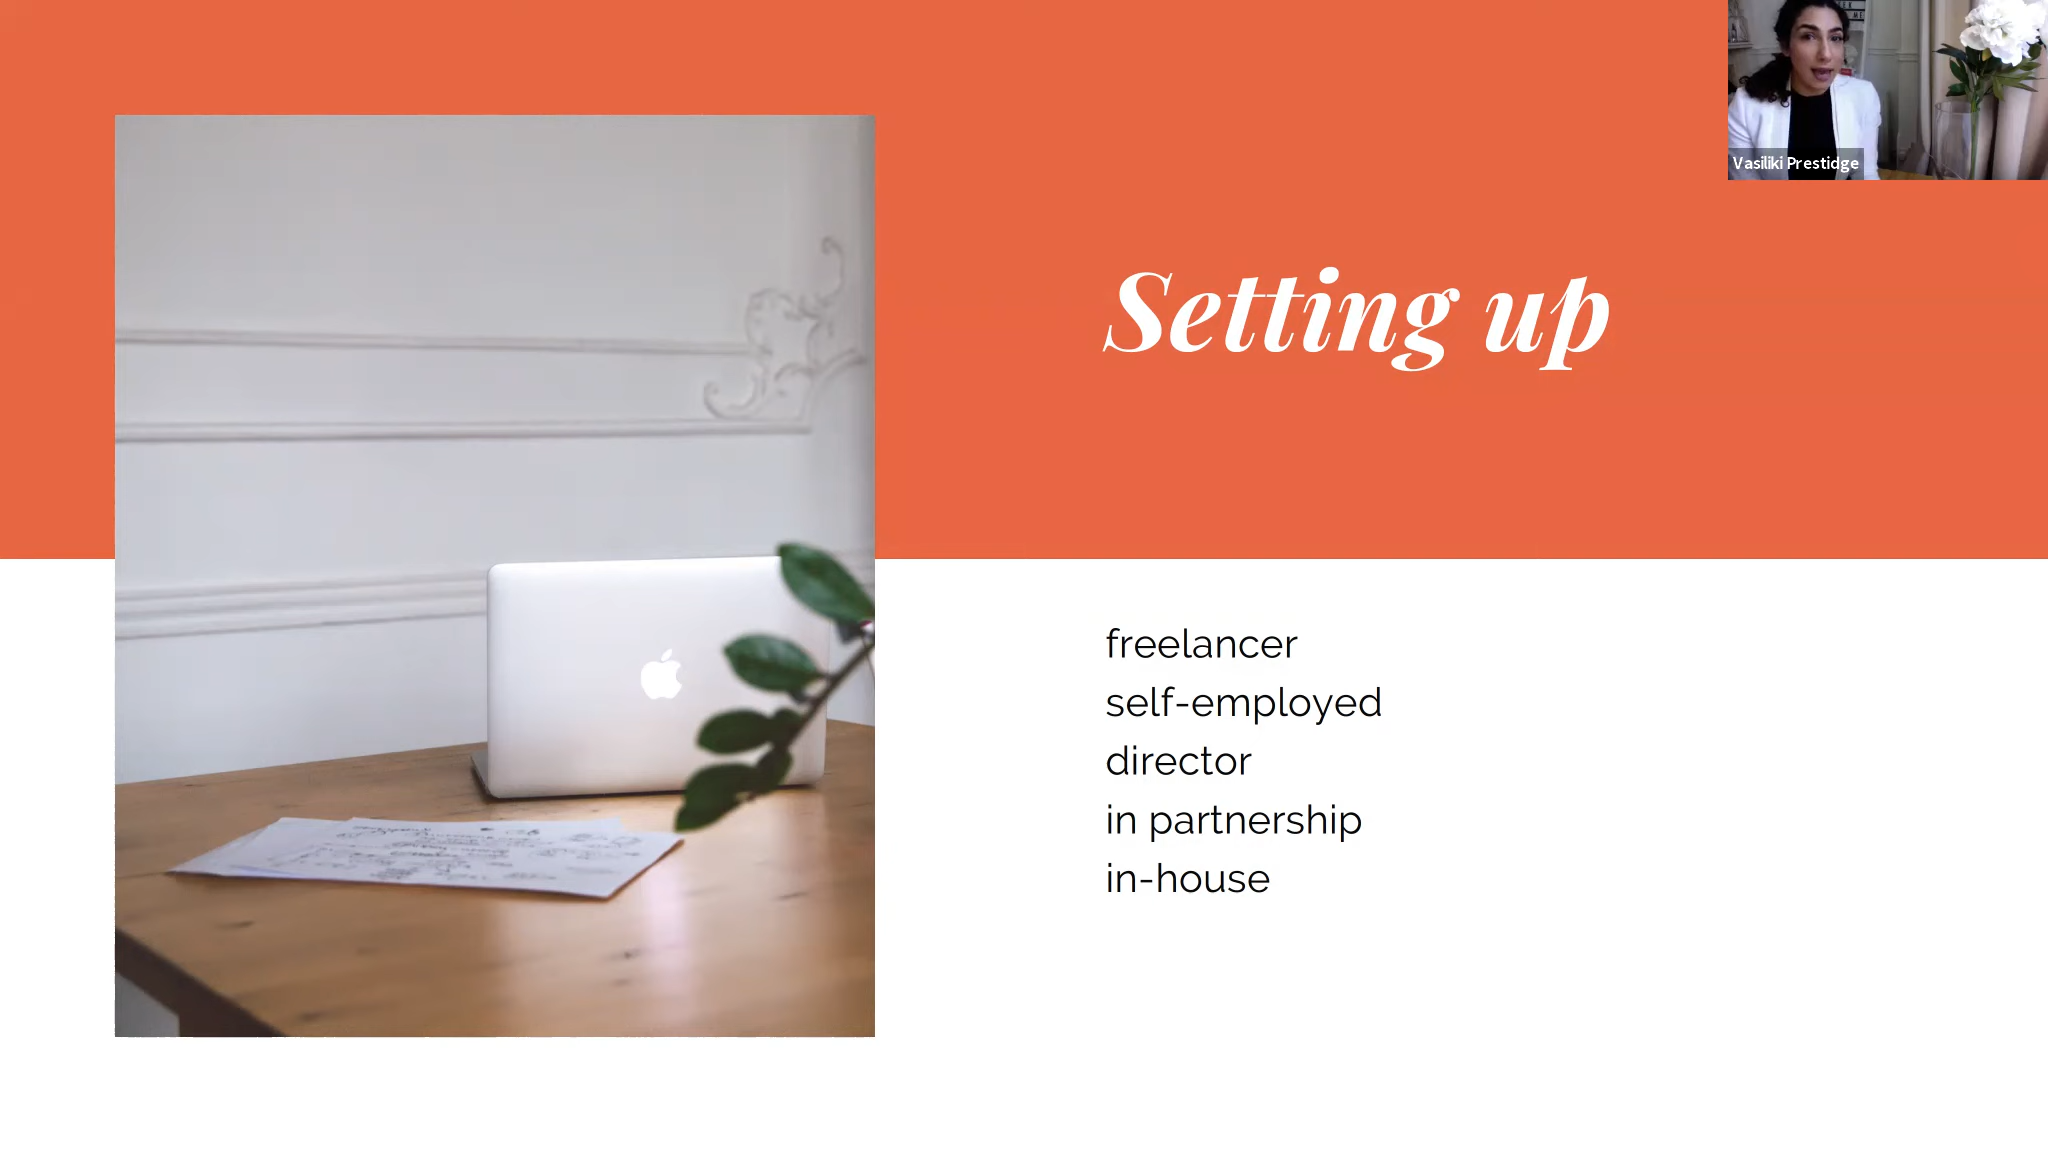 Vasiliki Prestidge
Setting up
freelancer
self-employed
director
in partnership
in-house